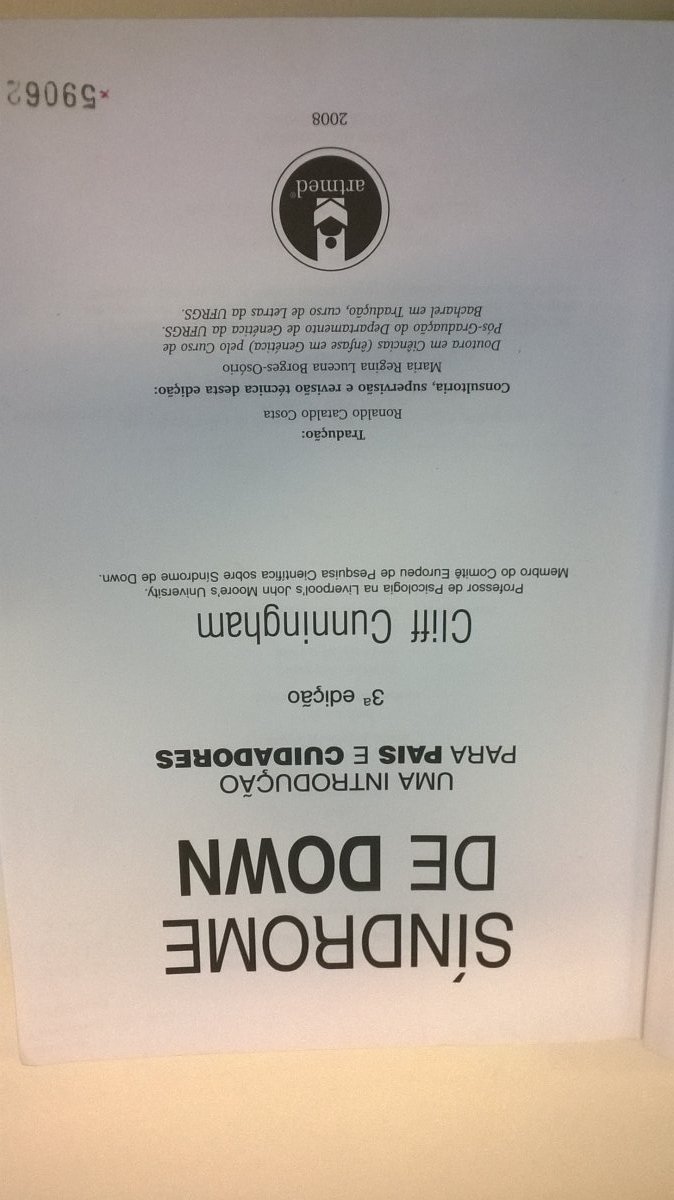 SÍNDROME
DE DOWN
UMA INTRODUÇÃO
PARA PAIS E CUIDADORES
3ª edição
Cliff Cunningham
Professor de Psicologia na Liverpool's John Moore's University.
Membro do Comitê Europeu de Pesquisa Científica sobre Síndrome de Down.
Tradução:
Ronaldo Cataldo Costa
Consultoria, supervisão e revisão técnica desta edição:
Maria Regina Lucena Borges-Osório
Doutora em Ciências (ênfase em Genética) pelo Curso de
Pós-Graduação do Departamento de Genética da UFRGS.
Bacharel em Tradução, curso de Letras da UFRGS.
artmed®
2008
*59062